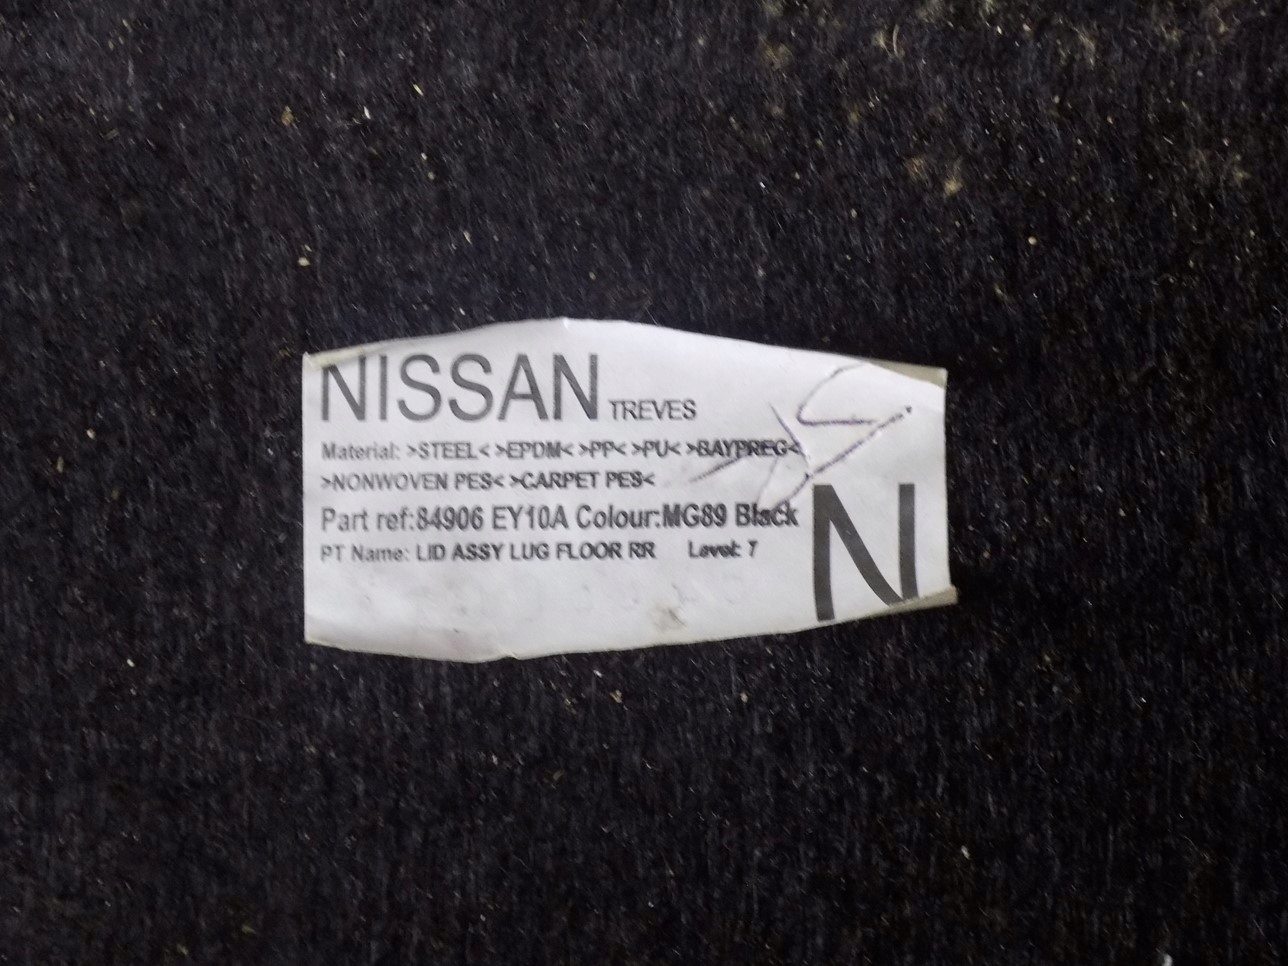 NISSAN TREVES
Material: >STEEL< >EPDM< >PP< >PU< >BAYPREG<
>NONWOVEN PES< >CARPET PES<
Part ref:84906 EY10A Colour:MG89 Black
PT Name: LID ASSY LUG FLOOR RR Level: 7
N